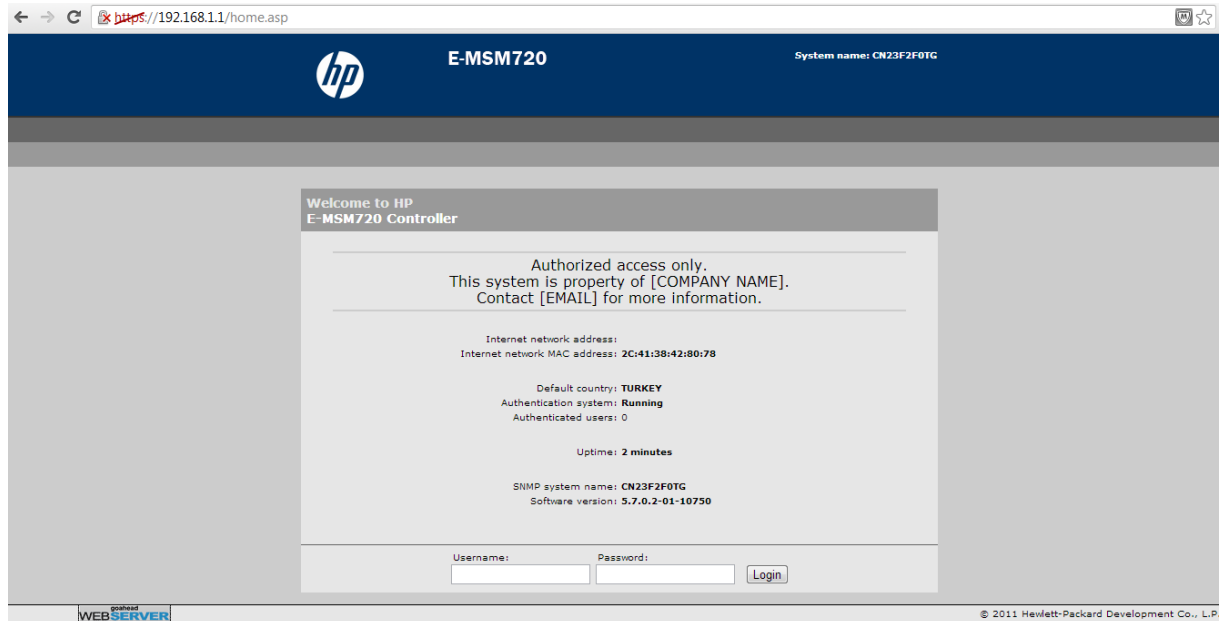 https://192.168.1.1/home.asp
hp
E-MSM720
System name: CN23F2F0TG
Welcome to HP
E-MSM720 Controller
Authorized access only.
This system is property of [COMPANY NAME].
Contact [EMAIL] for more information.
Internet network address:
Internet network MAC address: 2C:41:38:42:80:78
Default country: TURKEY
Authentication system: Running
Authenticated users: 0
Uptime: 2 minutes
SNMP system name: CN23F2F0TG
Software version: 5.7.0.2-01-10750
Username: Password:
Login
goahead
WEBSERVER
© 2011 Hewlett-Packard Development Co., L.P.